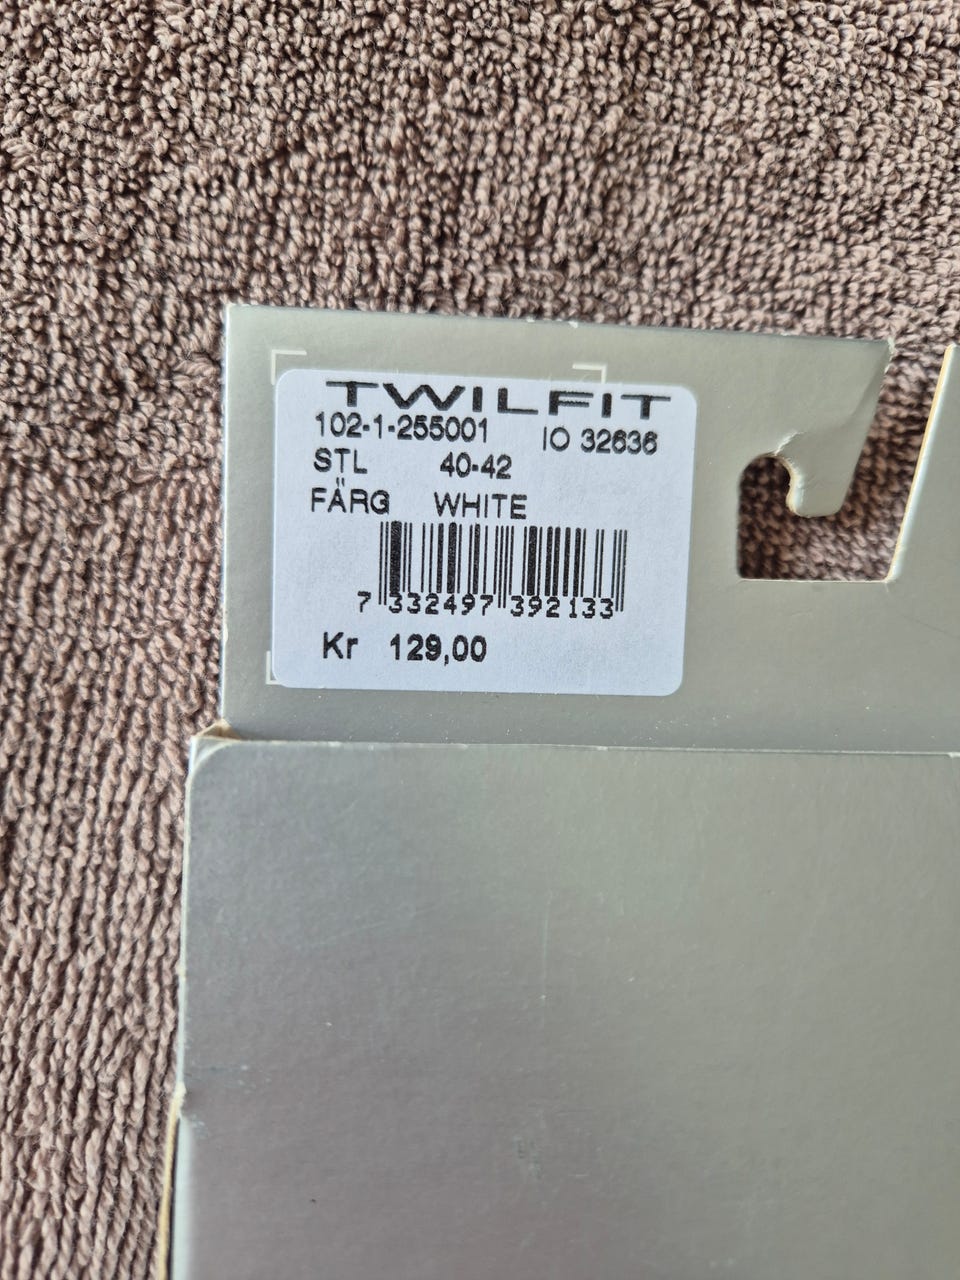 TWILFIT
102-1-255001 IO 32636
STL 40-42
FÄRG WHITE
7 332497 392133
Kr 129,00